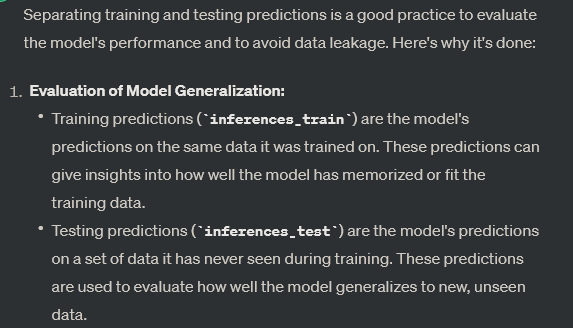 Separating training and testing predictions is a good practice to evaluate
the model's performance and to avoid data leakage. Here's why it's done:
1. Evaluation of Model Generalization:
• Training predictions (`inferences_train`) are the model's
predictions on the same data it was trained on. These predictions can
give insights into how well the model has memorized or fit the
training data.
• Testing predictions (`inferences_test`) are the model's predictions
on a set of data it has never seen during training. These predictions
are used to evaluate how well the model generalizes to new, unseen
data.